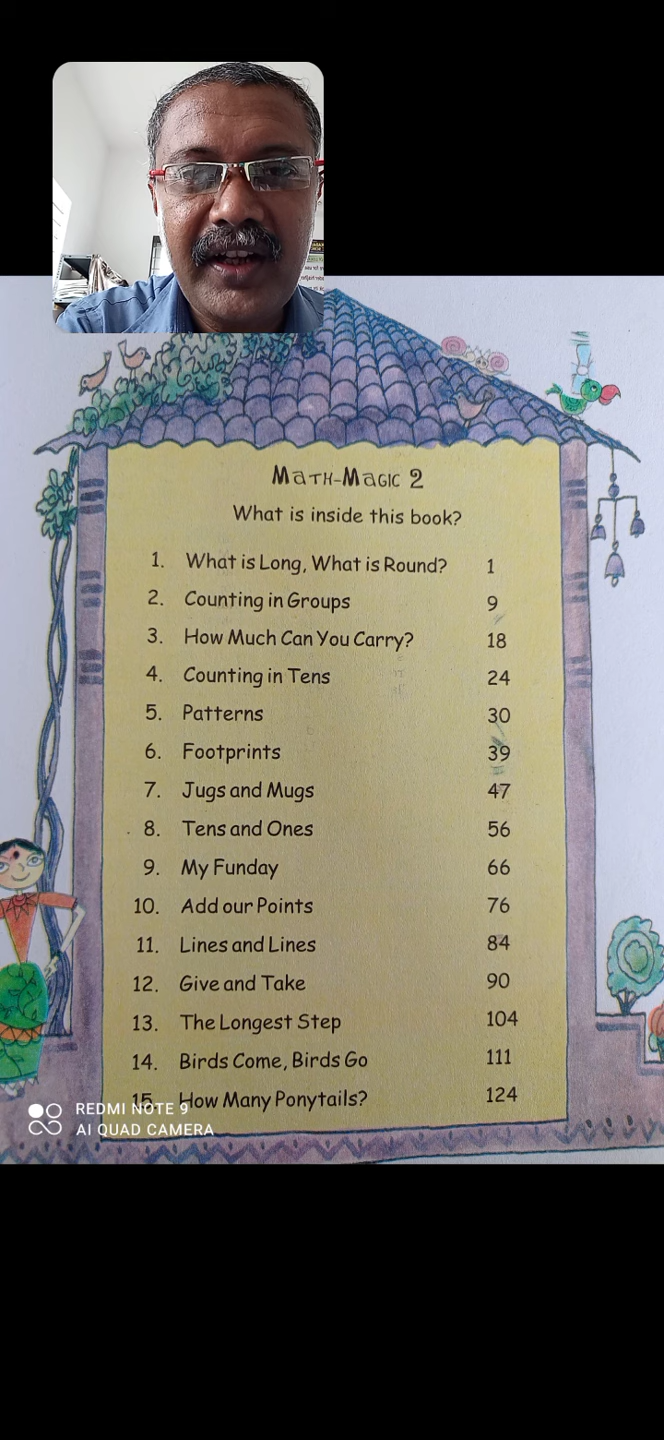 MATH-MAGIC 2
What is inside this book?
1. What is Long, What is Round? 1
2. Counting in Groups 9
3. How Much Can You Carry? 18
4. Counting in Tens 24
5. Patterns 30
6. Footprints 39
7. Jugs and Mugs 47
8. Tens and Ones 56
9. My Funday 66
10. Add our Points 76
11. Lines and Lines 84
12. Give and Take 90
13. The Longest Step 104
14. Birds Come, Birds Go 111
15. How Many Ponytails? 124
REDMI NOTE 9
AI QUAD CAMERA